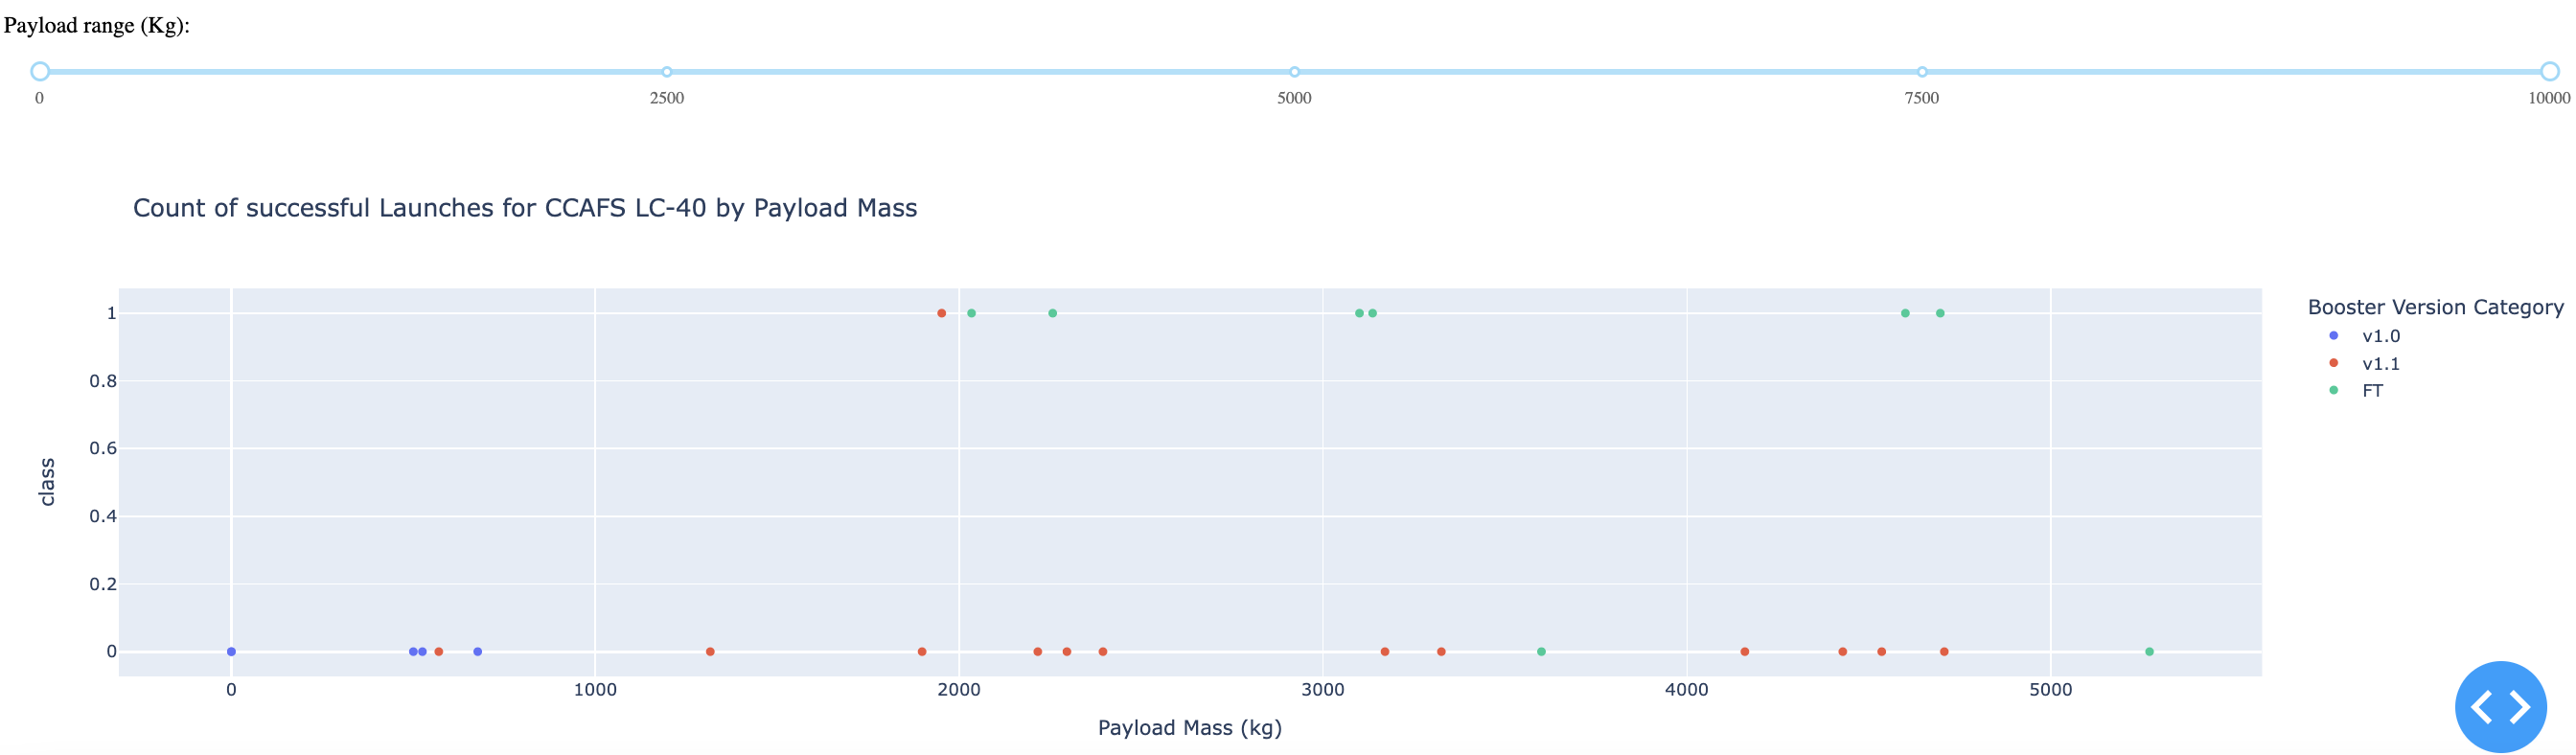 Payload range (Kg):
0 2500 5000 7500 10000
Count of successful Launches for CCAFS LC-40 by Payload Mass
Booster Version Category
v1.0
v1.1
FT
1
0.8
0.6
0.4
0.2
0
class
0 1000 2000 3000 4000 5000
Payload Mass (kg)